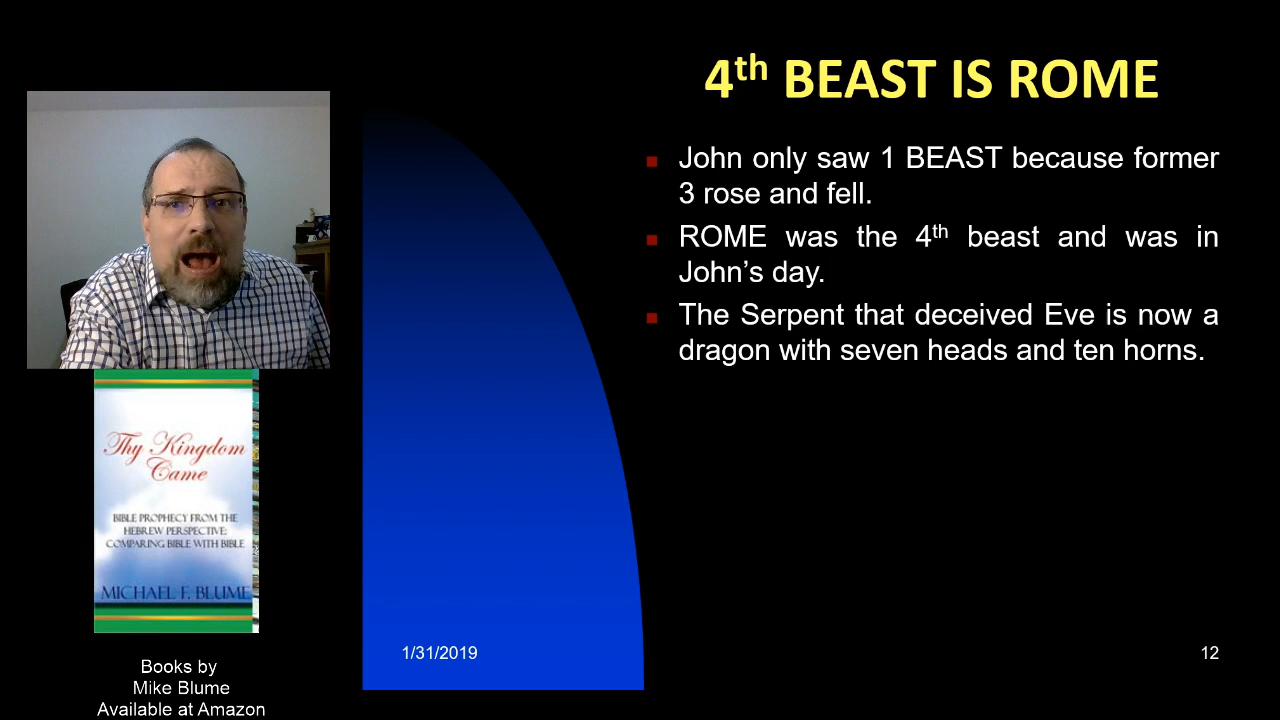 4th BEAST IS ROME
John only saw 1 BEAST because former
3 rose and fell.
ROME was the 4th beast and was in
John’s day.
The Serpent that deceived Eve is now a
dragon with seven heads and ten horns.
Thy Kingdom
Came
BIBLE PROPHECY FROM THE
HEBREW PERSPECTIVE:
COMPARING BIBLE WITH BIBLE
MICHAEL F. BLUME
Books by
Mike Blume
Available at Amazon
1/31/2019
12